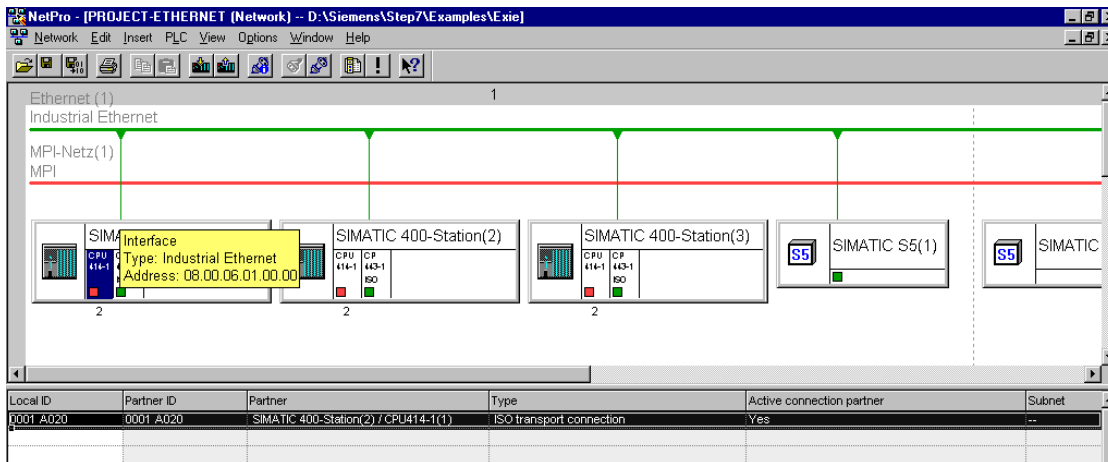 NetPro - [PROJECT-ETHERNET (Network) -- D:\Siemens\Step7\Examples\Exie]
Network Edit Insert PLC View Options Window Help
Ethernet (1)
1
Industrial Ethernet
MPI-Netz(1)
MPI
SIMA
Interface
Type: Industrial Ethernet
Address: 08.00.06.01.00.00
CPU
414-1
2
SIMATIC 400-Station(2)
CPU CP
414-1 443-1
ISO
2
SIMATIC 400-Station(3)
CPU CP
414-1 443-1
ISO
2
S5 SIMATIC S5(1)
S5 SIMATIC
Local ID Partner ID Partner Type Active connection partner Subnet
0001 A020 0001 A020 SIMATIC 400-Station(2) / CPU414-1(1) ISO transport connection Yes --